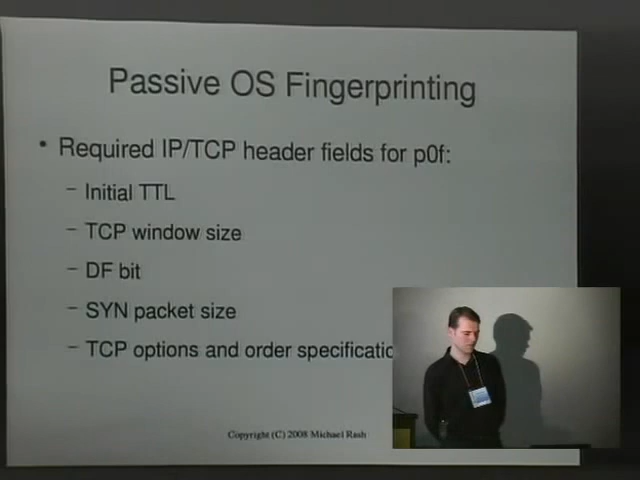 Passive OS Fingerprinting
• Required IP/TCP header fields for p0f:
– Initial TTL
– TCP window size
– DF bit
– SYN packet size
– TCP options and order specificatio
Copyright (C) 2008 Michael Rash